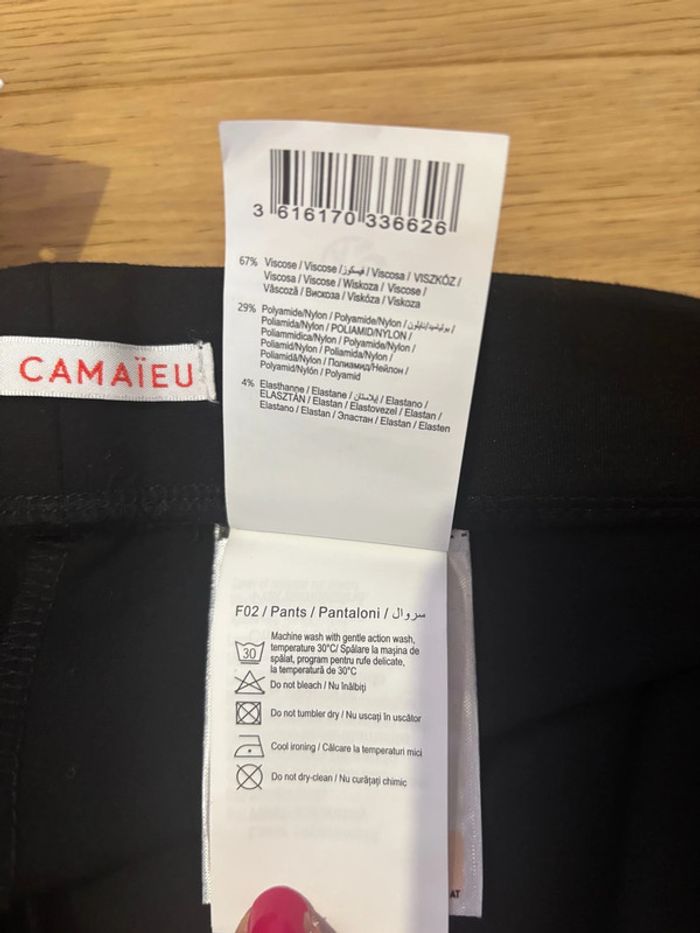 3 616170 336626
67% Viscose / Viscose / فيسكوز / Viscosa / VISZKÓZ /
Viscosa / Viscose / Wiskoza / Viscose /
Vâscoză / Вискоза / Viskóza / Viskoza
29% Polyamide/Nylon / Polyamide/Nylon / بولياميد/نايلون /
Poliamida/Nylon / POLIAMID/NYLON /
Poliammidica/Nylon / Polyamide/Nylon /
Poliamid/Nylon / Poliamida/Nylon /
Poliamidă/Nylon / Полиамид/Нейлон /
Polyamid/Nylón / Polyamid
CAMAÏEU
4% Elasthanne / Elastane / إيلاستان / Elastano /
ELASZTÁN / Elastan / Elastovezel / Elastan /
Elastano / Elastan / Эластан / Elastan / Elasten
F02 / Pants / Pantaloni / سروال
30
Machine wash with gentle action wash,
temperature 30°C/ Spălare la mașina de
spălat, program pentru rufe delicate,
la temperatură de 30°C
Do not bleach / Nu înălbiți
Do not tumbler dry / Nu uscați în uscător
Cool ironing / Călcare la temperaturi mici
Do not dry-clean / Nu curățați chimic
AT